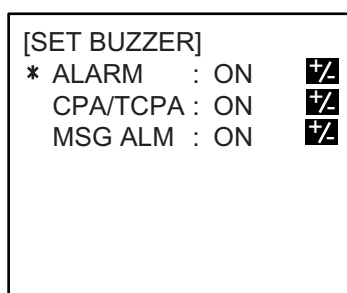 [SET BUZZER]
* ALARM : ON +/-
CPA/TCPA : ON +/-
MSG ALM : ON +/-